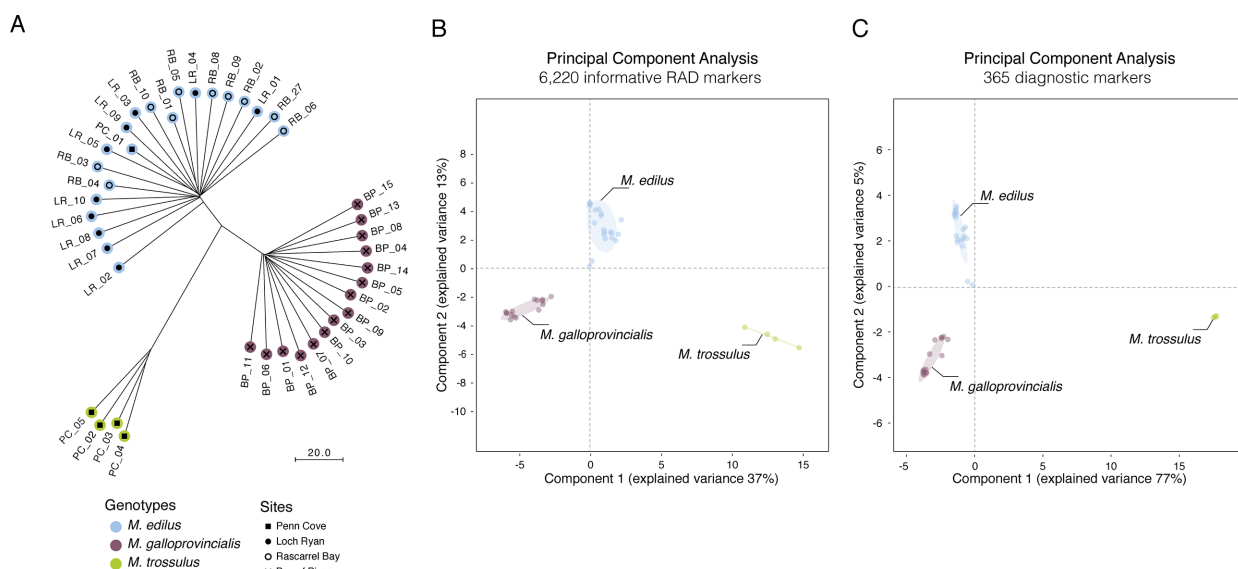 A
RB_05
LR_04
RB_08
RB_09
RB_02
LR_01
RB_27
RB_06
RB_01
RB_10
LR_03
LR_09
PC_01
LR_05
RB_03
RB_04
LR_10
LR_06
LR_08
LR_07
LR_02
BP_15
BP_13
BP_08
BP_04
BP_14
BP_05
BP_02
BP_09
BP_03
BP_10
BP_07
BP_12
BP_01
BP_06
BP_11
PC_05
PC_02
PC_03
PC_04
20.0
Genotypes
M. edilus
M. galloprovincialis
M. trossulus
Sites
Penn Cove
Loch Ryan
Rascarrel Bay
B
Principal Component Analysis
6,220 informative RAD markers
Component 2 (explained variance 13%)
8
6
4
2
0
-2
-4
-6
-8
-10
M. edilus
M. galloprovincialis
M. trossulus
-5
0
5
10
15
Component 1 (explained variance 37%)
C
Principal Component Analysis
365 diagnostic markers
Component 2 (explained variance 5%)
6
4
2
0
-2
-4
-6
M. edilus
M. trossulus
M. galloprovincialis
-5
0
5
10
15
Component 1 (explained variance 77%)